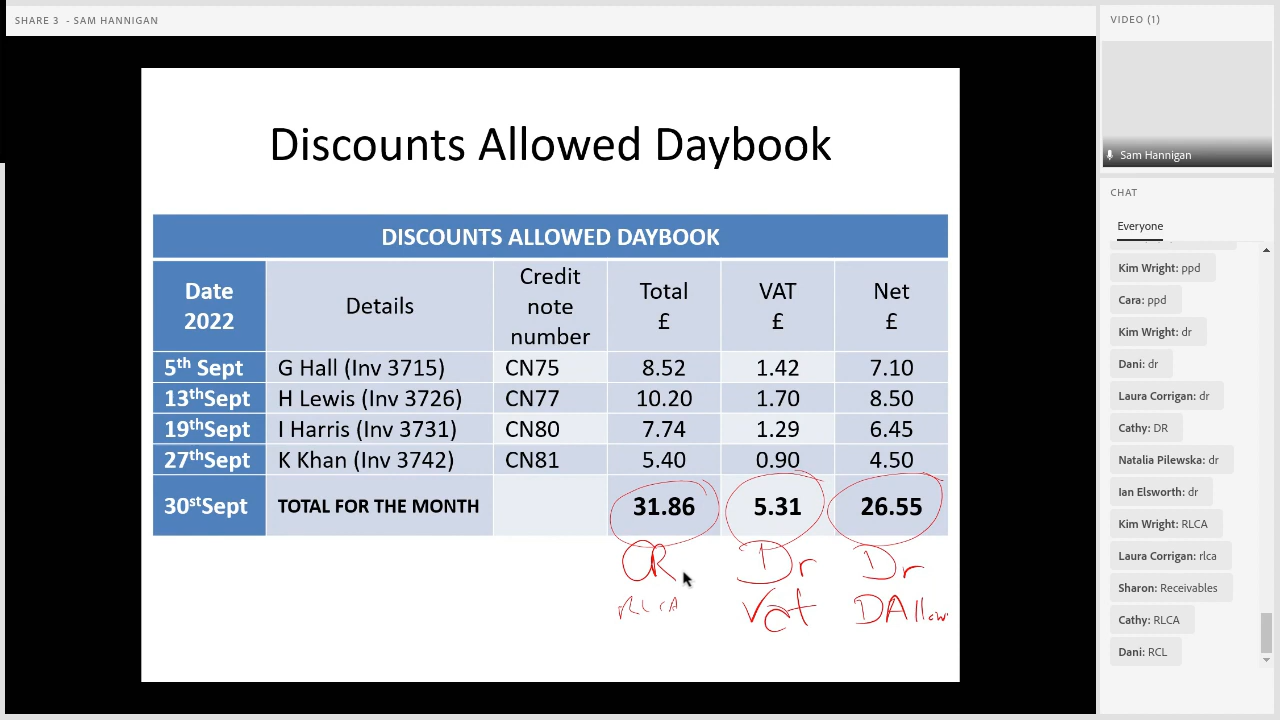 SHARE 3 - SAM HANNIGAN
Discounts Allowed Daybook
DISCOUNTS ALLOWED DAYBOOK
Date 2022 Details Credit note number Total £ VAT £ Net £
5th Sept G Hall (Inv 3715) CN75 8.52 1.42 7.10
13thSept H Lewis (Inv 3726) CN77 10.20 1.70 8.50
19thSept I Harris (Inv 3731) CN80 7.74 1.29 6.45
27thSept K Khan (Inv 3742) CN81 5.40 0.90 4.50
30stSept TOTAL FOR THE MONTH 31.86 5.31 26.55
CR Dr Dr
RLCA Vat DAllow
VIDEO (1)
Sam Hannigan
CHAT
Everyone
Kim Wright: ppd
Cara: ppd
Kim Wright: dr
Dani: dr
Laura Corrigan: dr
Cathy: DR
Natalia Pilewska: dr
Ian Elsworth: dr
Kim Wright: RLCA
Laura Corrigan: rlca
Sharon: Receivables
Cathy: RLCA
Dani: RCL